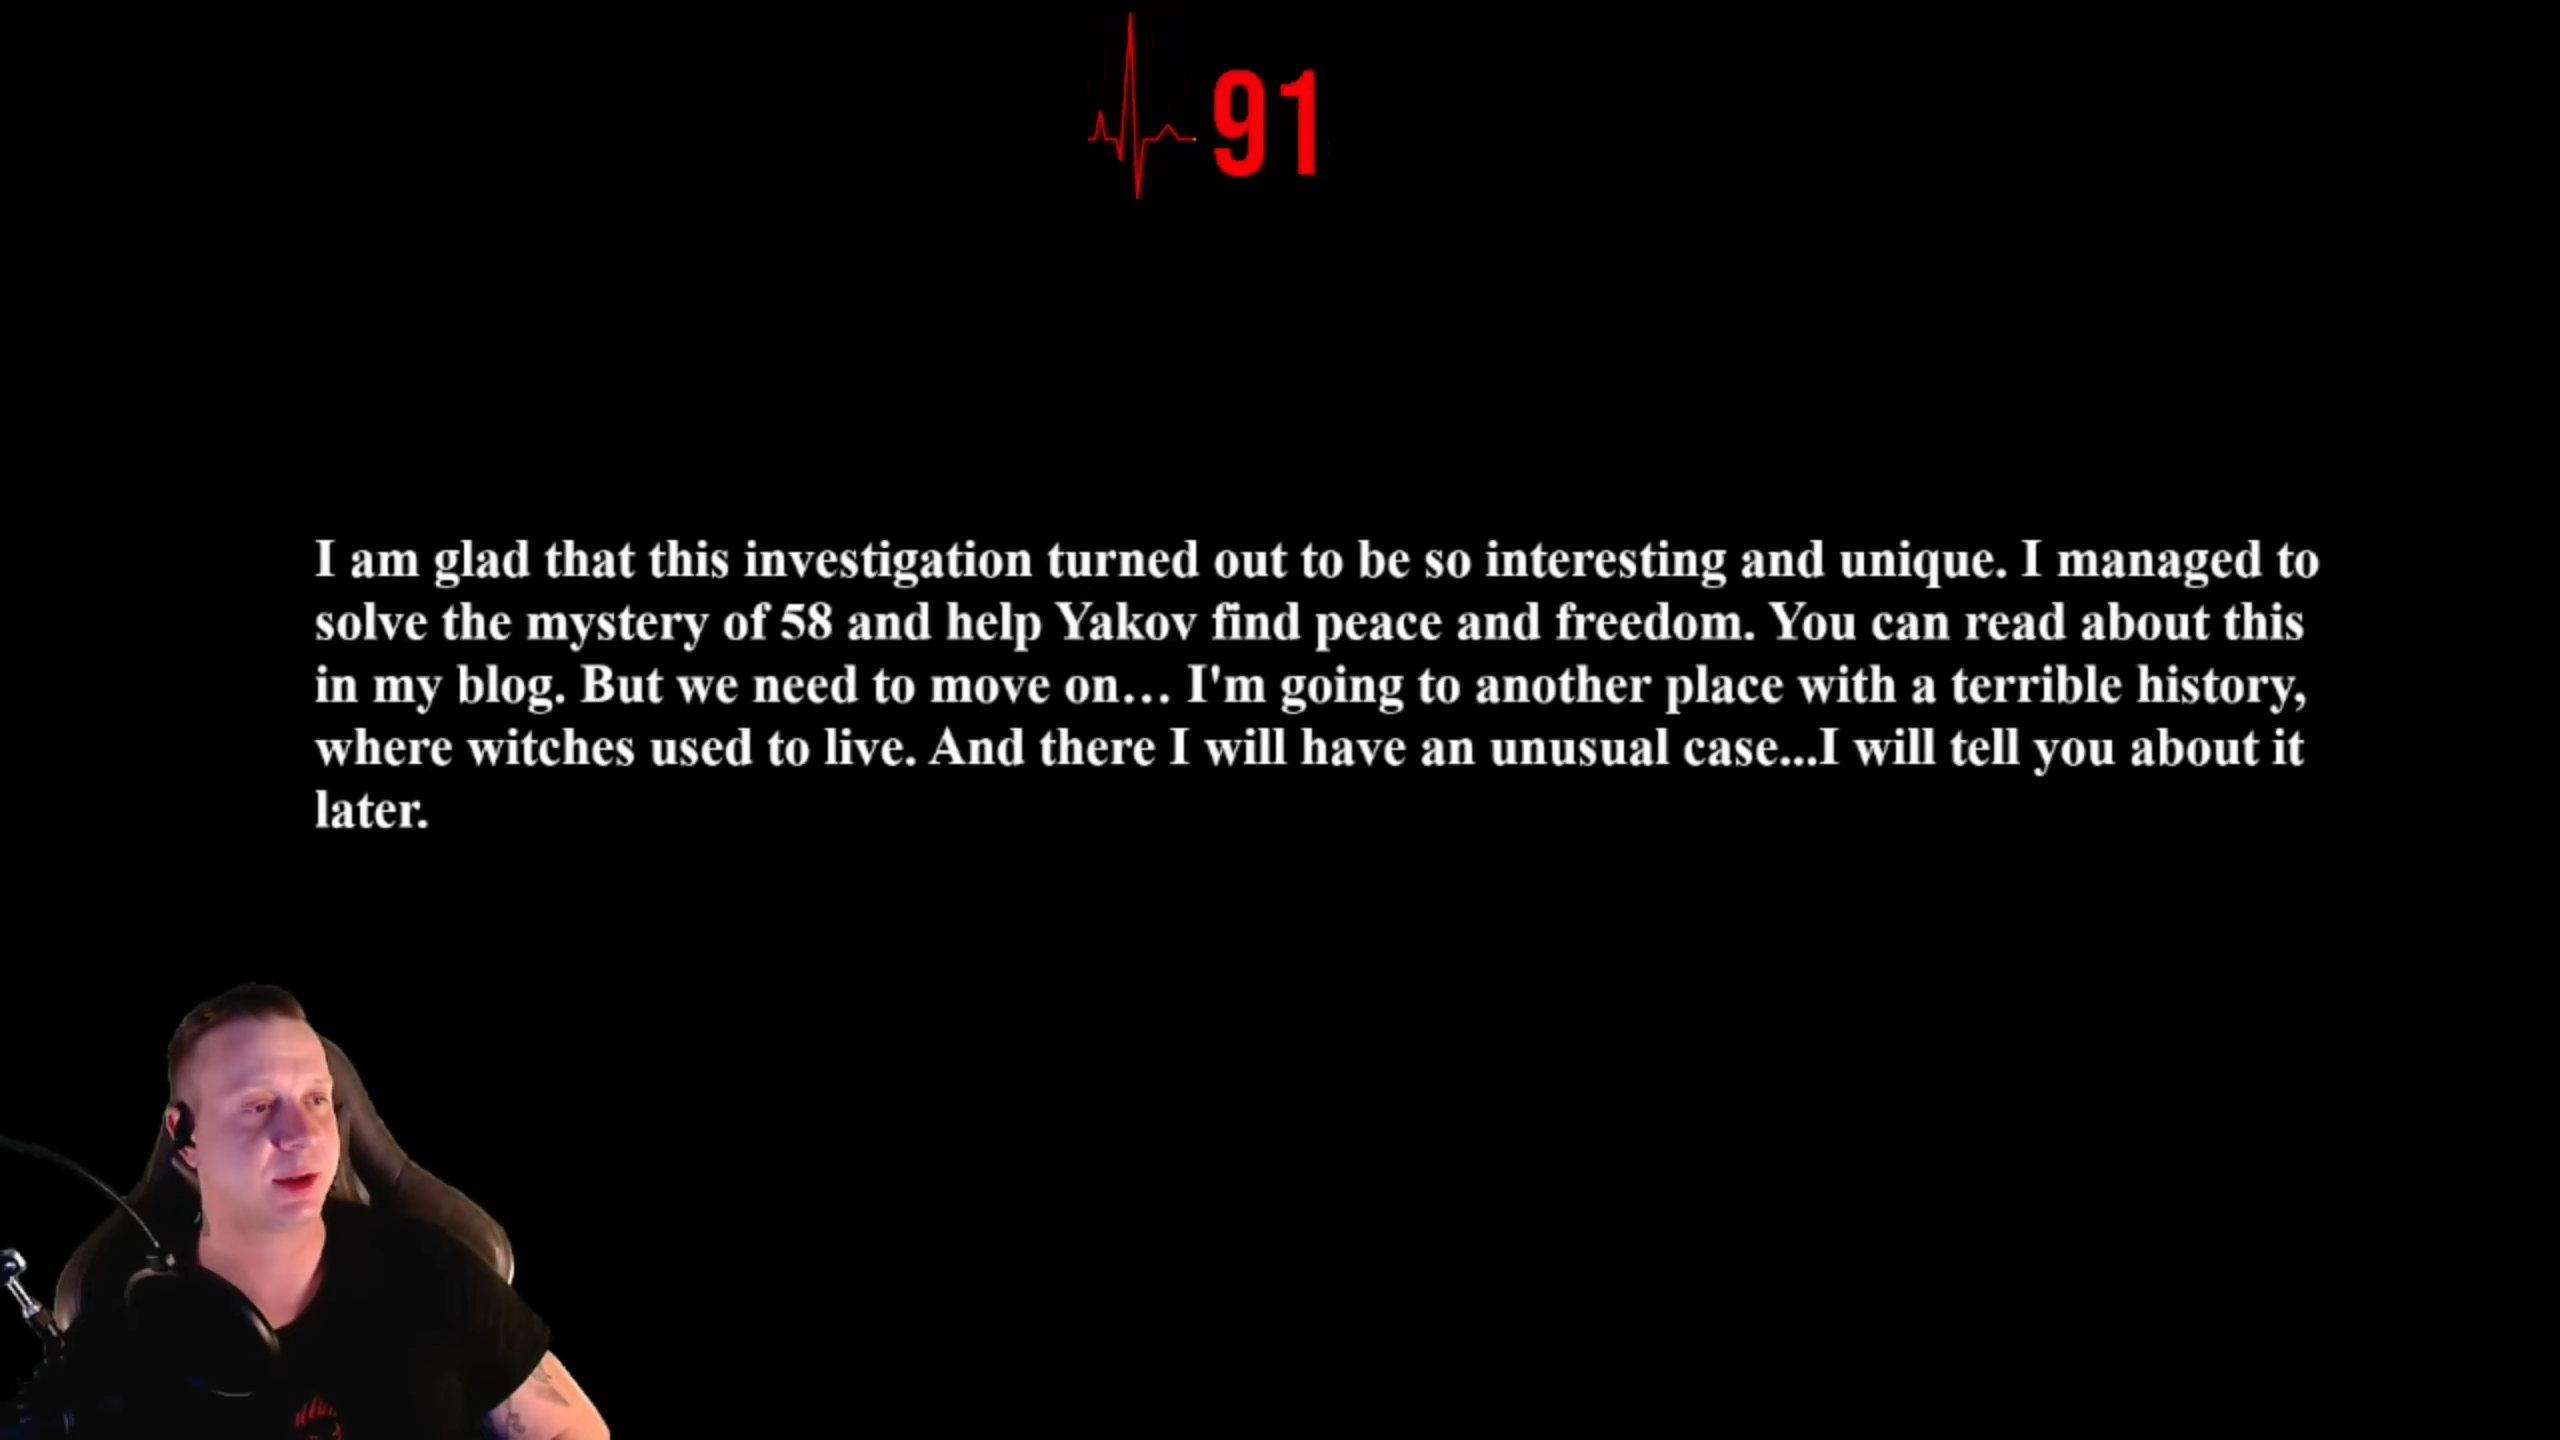 91
I am glad that this investigation turned out to be so interesting and unique. I managed to
solve the mystery of 58 and help Yakov find peace and freedom. You can read about this
in my blog. But we need to move on… I'm going to another place with a terrible history,
where witches used to live. And there I will have an unusual case...I will tell you about it
later.